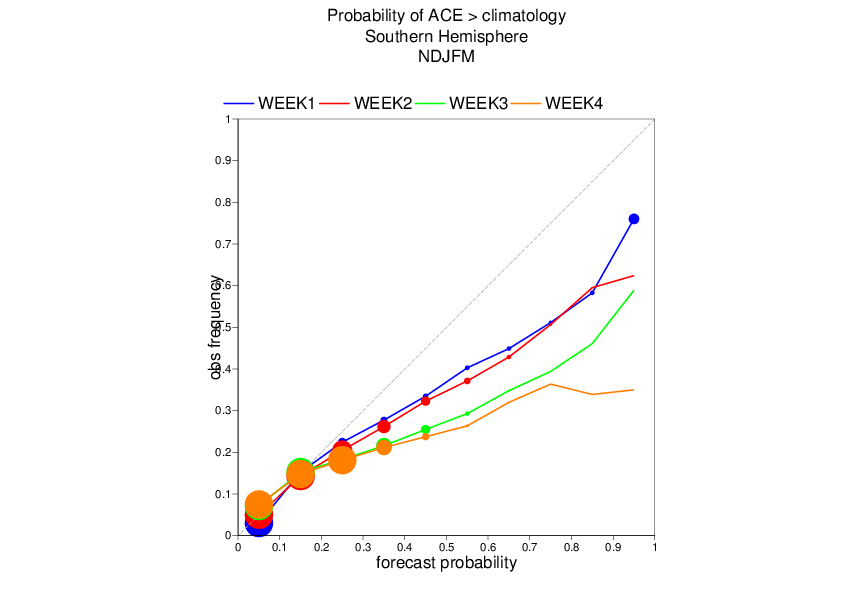 Probability of ACE > climatology
Southern Hemisphere
NDJFM
WEEK1 WEEK2 WEEK3 WEEK4
1
0.9
0.8
0.7
0.6
0.5
0.4
0.3
0.2
0.1
0
obs frequency
0 0.1 0.2 0.3 0.4 0.5 0.6 0.7 0.8 0.9 1
forecast probability